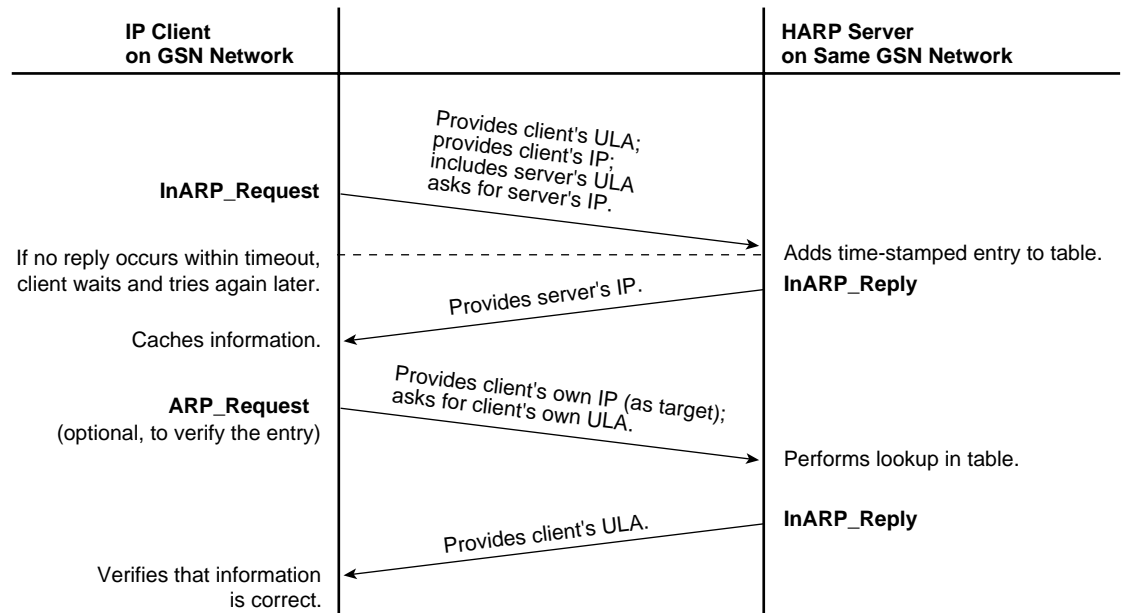 IP Client
on GSN Network
HARP Server
on Same GSN Network
Provides client's ULA;
provides client's IP;
includes server's ULA
asks for server's IP.
InARP_Request
If no reply occurs within timeout,
client waits and tries again later.
Adds time-stamped entry to table.
InARP_Reply
Provides server's IP.
Caches information.
Provides client's own IP (as target);
asks for client's own ULA.
ARP_Request
(optional, to verify the entry)
Performs lookup in table.
InARP_Reply
Provides client's ULA.
Verifies that information
is correct.